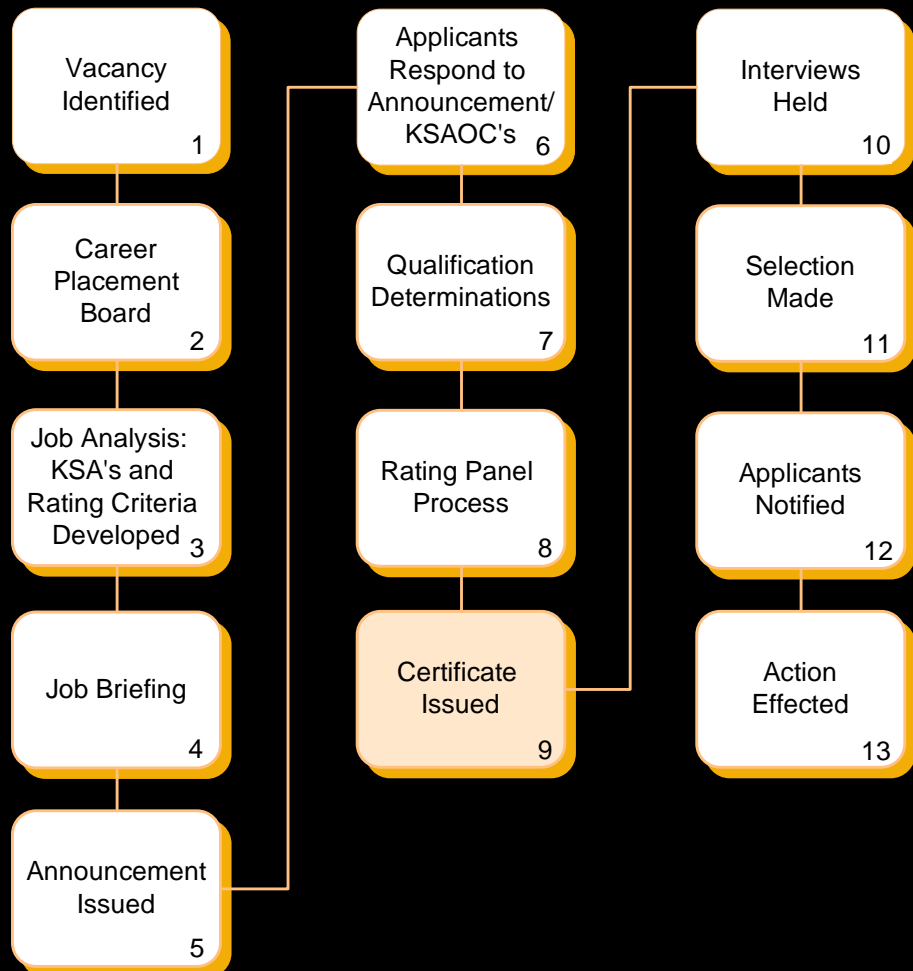 Vacancy
Identified
1
Career
Placement
Board
2
Job Analysis:
KSA's and
Rating Criteria
Developed
3
Job Briefing
4
Announcement
Issued
5
Applicants
Respond to
Announcement/
KSAOC's
6
Qualification
Determinations
7
Rating Panel
Process
8
Certificate
Issued
9
Interviews
Held
10
Selection
Made
11
Applicants
Notified
12
Action
Effected
13